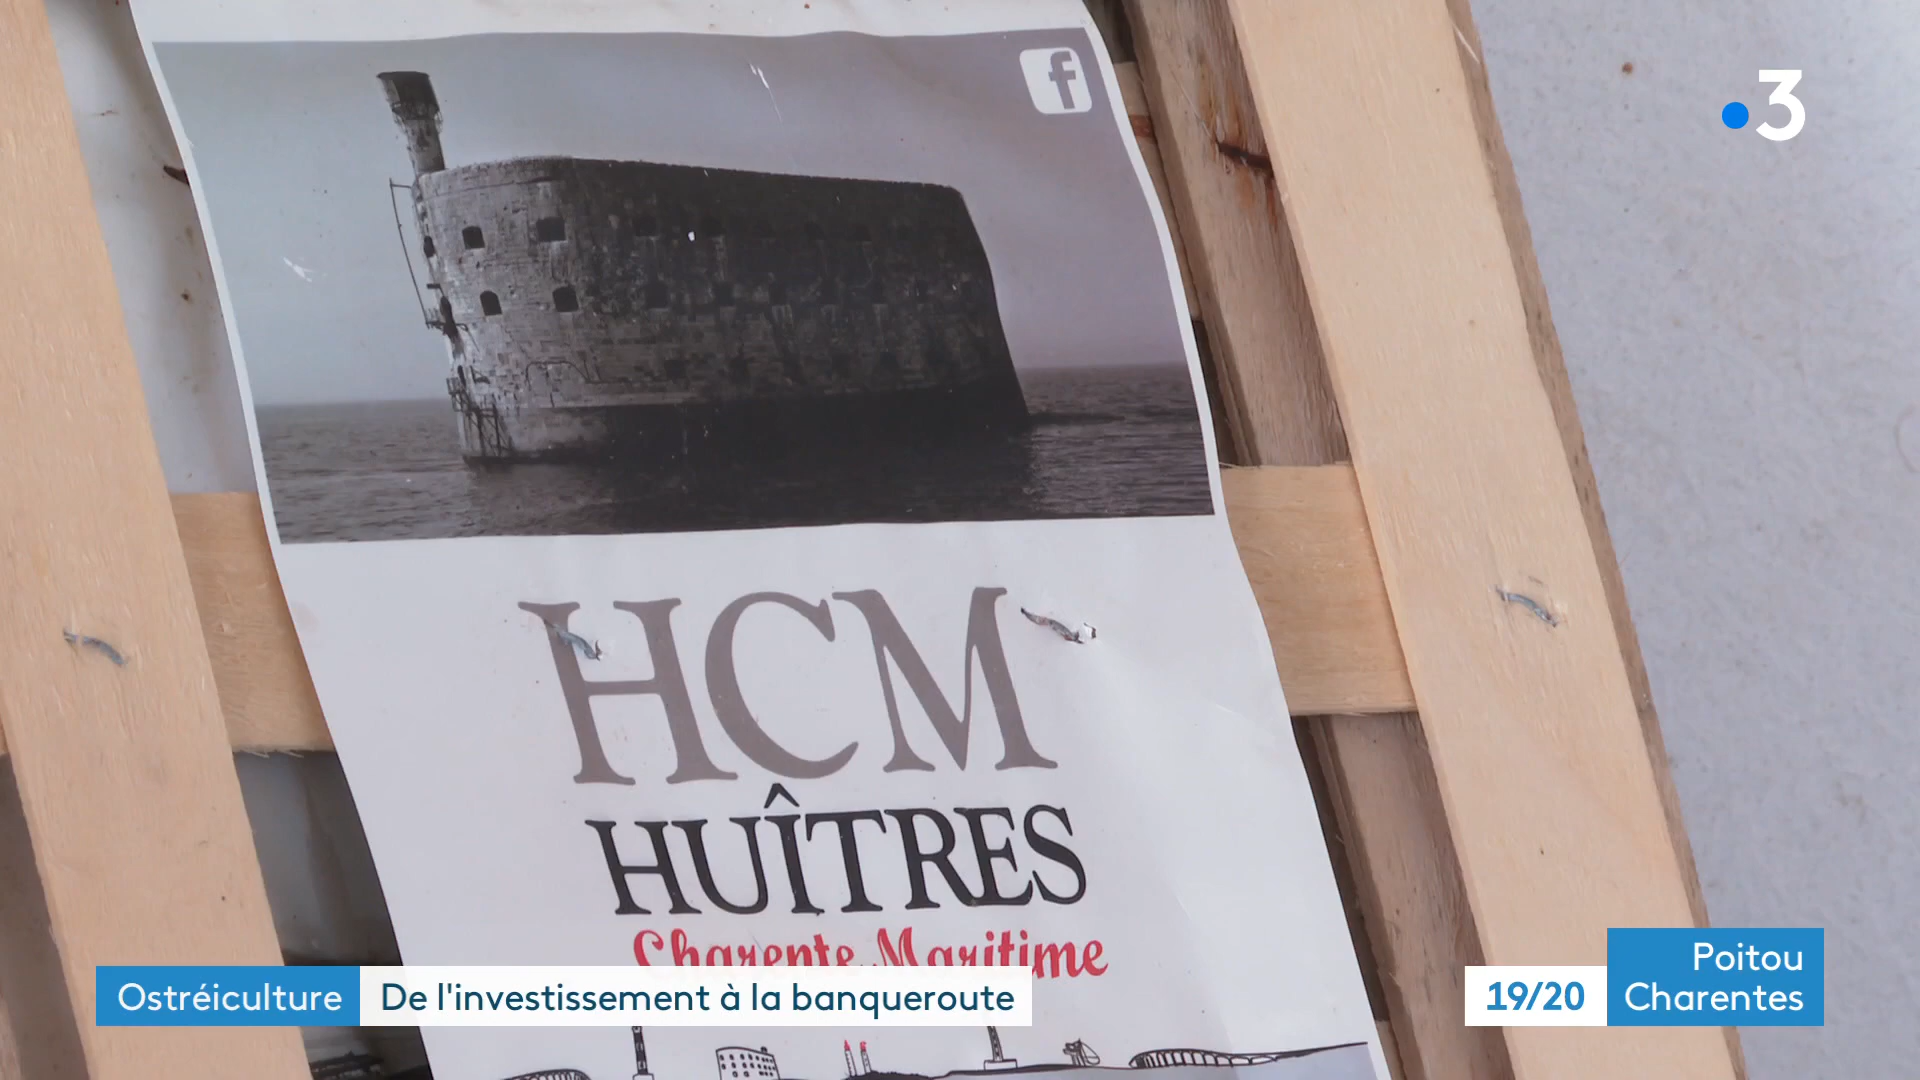 f
3
HCM
HUÎTRES
Charente Maritime
Ostréiculture De l'investissement à la banqueroute
19/20 Poitou
Charentes